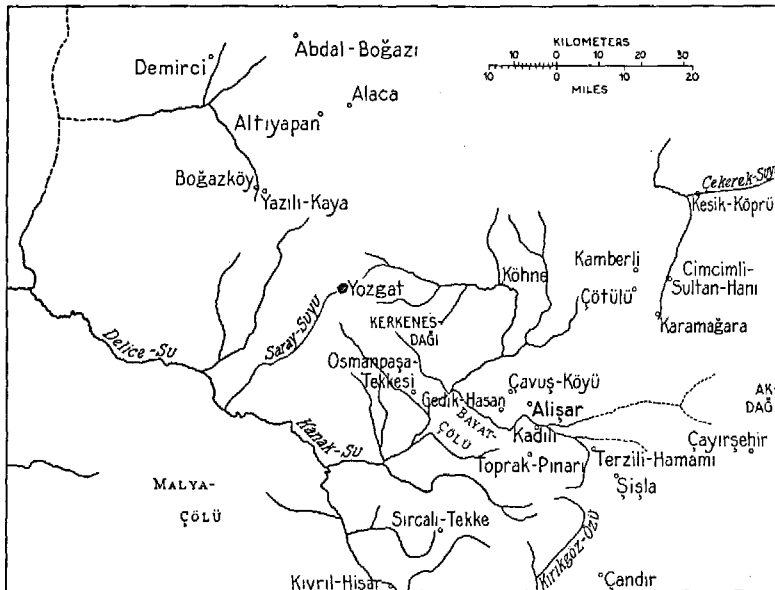 Demirci
Abdal-Boğazı
Alaca
Altıyapan
Boğazköy
Yazılı-Kaya
KILOMETERS
10 0 10 20 30
10 0 10 20
MILES
Çekerek-Suyu
Kesik-Köprü
Kamberli
Çötülü
Cimcimli-
Sultan-Hanı
Karamağara
Köhne
Yozgat
KERKENES-
DAĞI
Saray-Suyu
Delice-Su
Osmanpaşa-
Tekkesi
Gedik-Hasan
Çavuş-Köyü
Alişar
Kadılı
BAYAT-
ÇÖLÜ
AK-
DAĞ
Çayırşehir
Toprak-Pınarı
Terzili-Hamamı
Şişla
Kanak-Su
MALYA-
ÇÖLÜ
Sırcalı-Tekke
Kırıkgöz-Özü
Kıvrıl-Hisar
Çandır